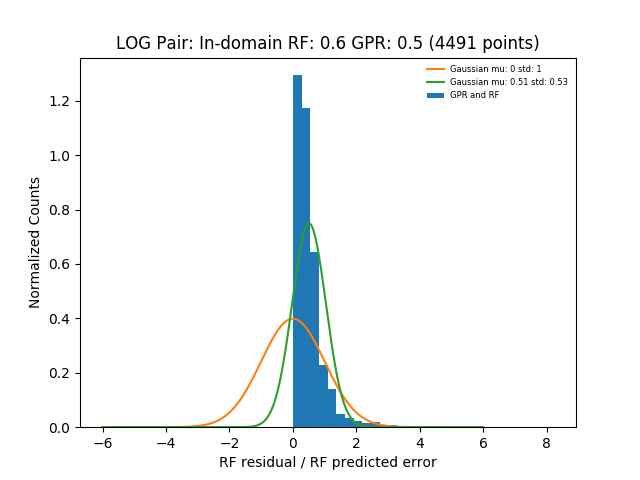 LOG Pair: In-domain RF: 0.6 GPR: 0.5 (4491 points)
Gaussian mu: 0 std: 1
Gaussian mu: 0.51 std: 0.53
GPR and RF
Normalized Counts
1.2
1.0
0.8
0.6
0.4
0.2
0.0
−6 −4 −2 0 2 4 6 8
RF residual / RF predicted error